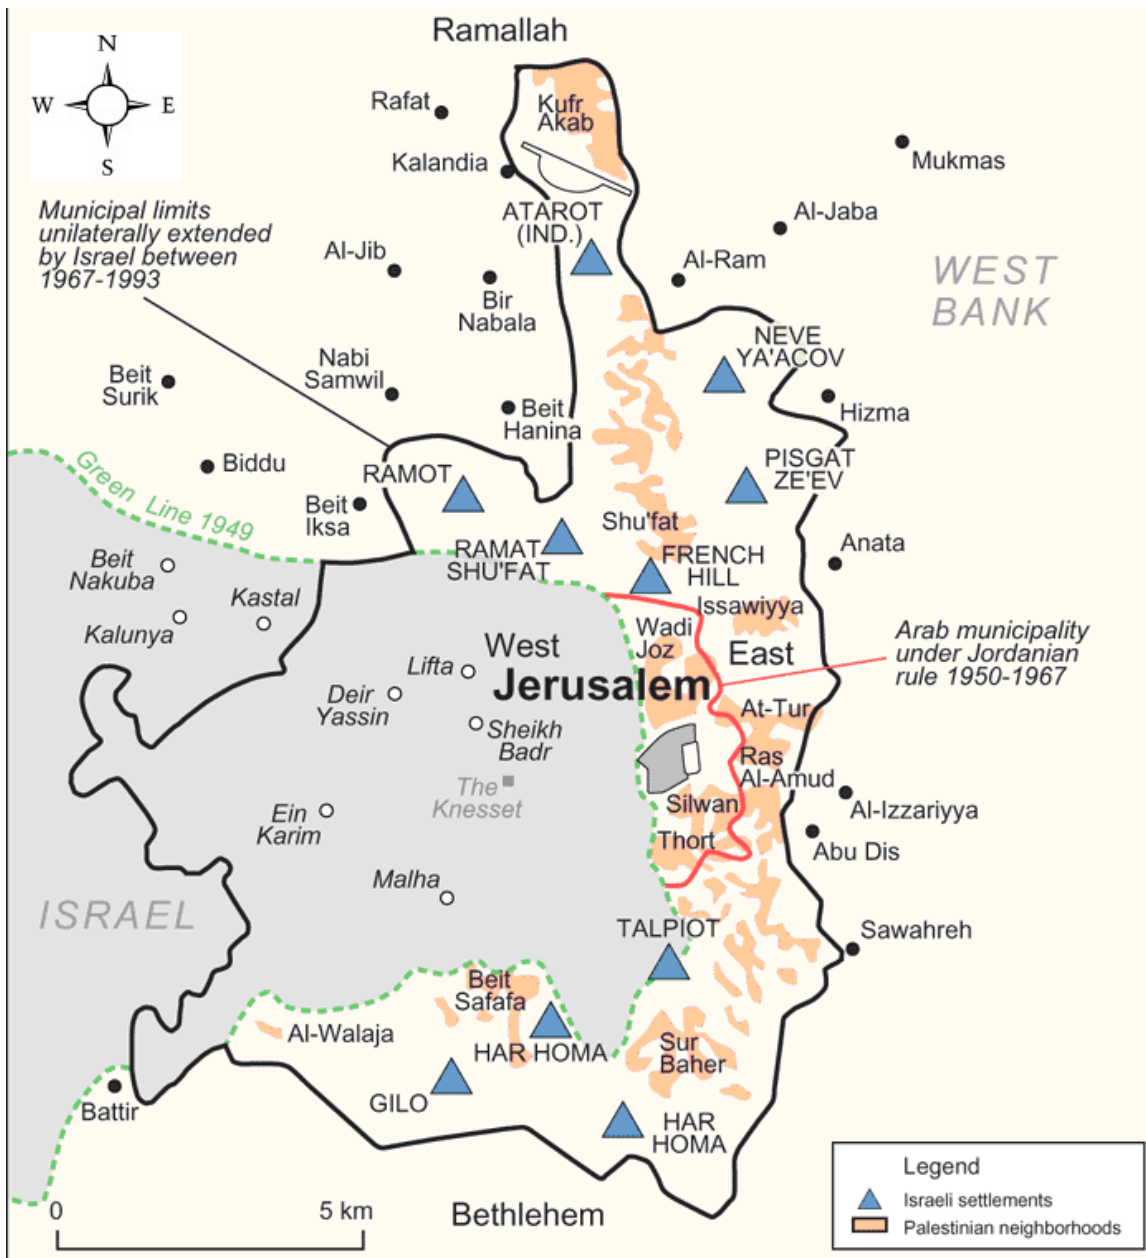 Ramallah
N
W
E
S
Rafat
Kufr
Akab
Kalandia
Mukmas
Municipal limits
unilaterally extended
by Israel between
1967-1993
ATAROT
(IND.)
Al-Jaba
Al-Jib
Al-Ram
WEST
BANK
Bir
Nabala
NEVE
YA'ACOV
Nabi
Samwil
Beit
Surik
Beit
Hanina
Hizma
Green Line 1949
Biddu
RAMOT
PISGAT
ZE'EV
Beit
Iksa
Shu'fat
Anata
RAMAT
SHU'FAT
FRENCH
HILL
Beit
Nakuba
Kastal
Kalunya
Issawiyya
Wadi
Joz
West
East
Jerusalem
Arab municipality
under Jordanian
rule 1950-1967
Lifta
Deir
Yassin
Sheikh
Badr
At-Tur
The
Knesset
Ras
Al-Amud
Silwan
Al-Izzariyya
Ein
Karim
Thort
Abu Dis
Malha
ISRAEL
TALPIOT
Sawahreh
Beit
Safafa
Al-Walaja
HAR HOMA
Sur
Baher
GILO
Battir
HAR
HOMA
Bethlehem
0
5 km
Legend
Israeli settlements
Palestinian neighborhoods